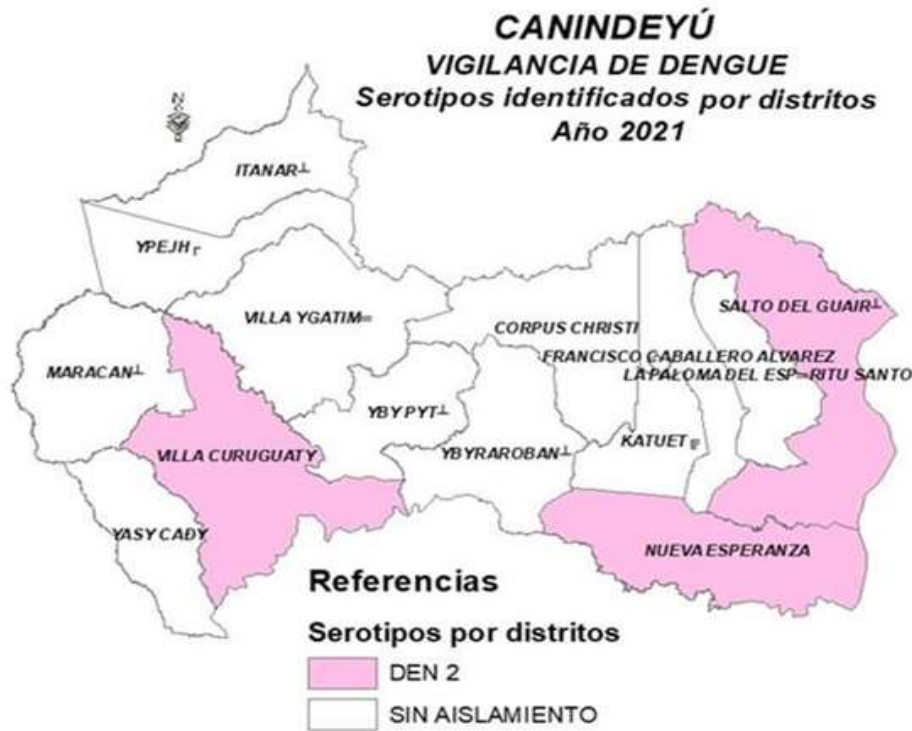 CANINDEYÚ
VIGILANCIA DE DENGUE
Serotipos identificados por distritos
Año 2021
N
ITANAR┴
YPEJH┌
VILLA YGATIM═
SALTO DEL GUAIR┴
CORPUS CHRISTI
FRANCISCO CABALLERO ALVAREZ
MARACAN┴
LA PALOMA DEL ESP═RITU SANTO
YBY PYT┴
YBYRAROBAN┴
KATUET╔
VILLA CURUGUATY
YASY CAÐY
NUEVA ESPERANZA
Referencias
Serotipos por distritos
DEN 2
SIN AISLAMIENTO